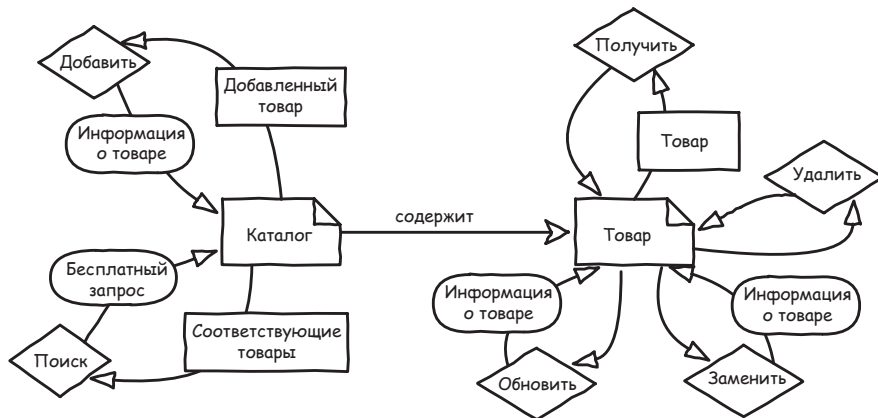 Добавить
Добавленный
товар
Информация
о товаре
Каталог
Бесплатный
запрос
Соответствующие
товары
Поиск
содержит
Получить
Товар
Удалить
Товар
Информация
о товаре
Информация
о товаре
Обновить
Заменить